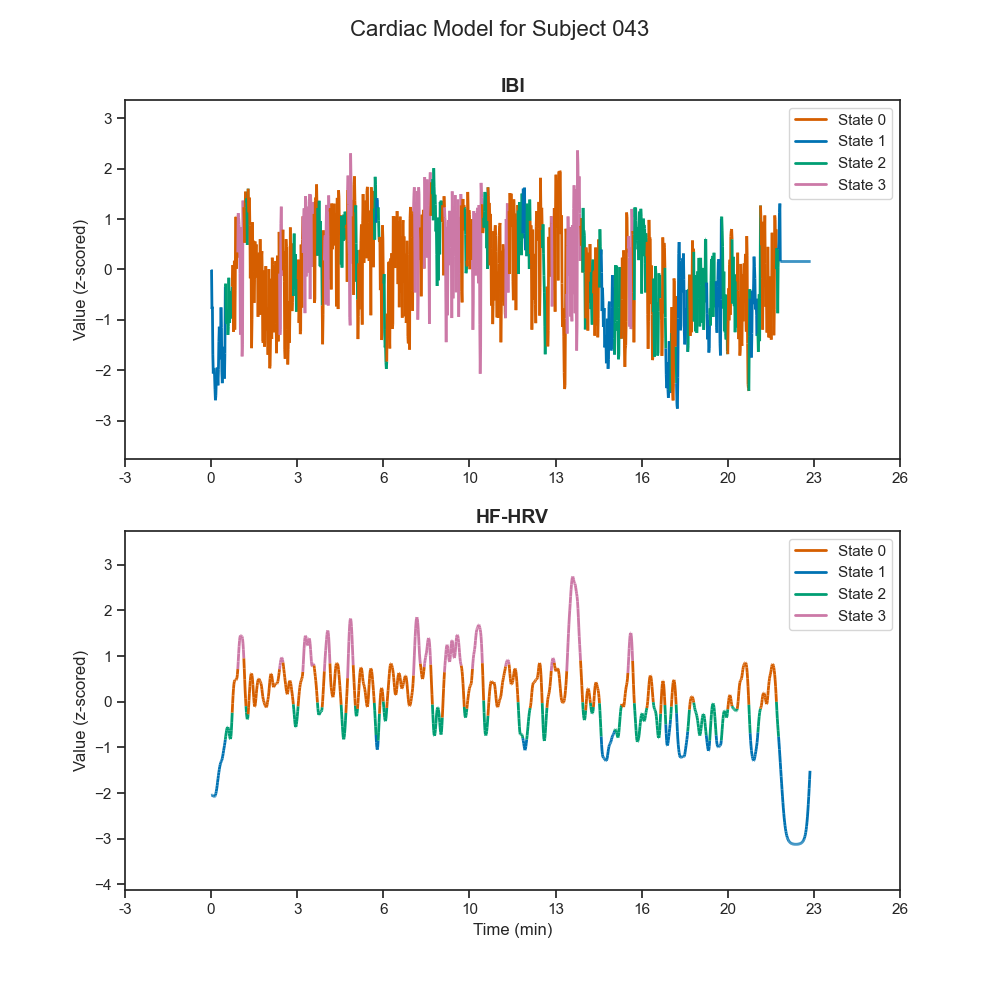 Cardiac Model for Subject 043
IBI
Value (z-scored)
3
2
1
0
−1
−2
−3
-3
0
3
6
10
13
16
20
23
26
State 0
State 1
State 2
State 3
HF-HRV
Value (z-scored)
3
2
1
0
−1
−2
−3
−4
-3
0
3
6
10
13
16
20
23
26
State 0
State 1
State 2
State 3
Time (min)